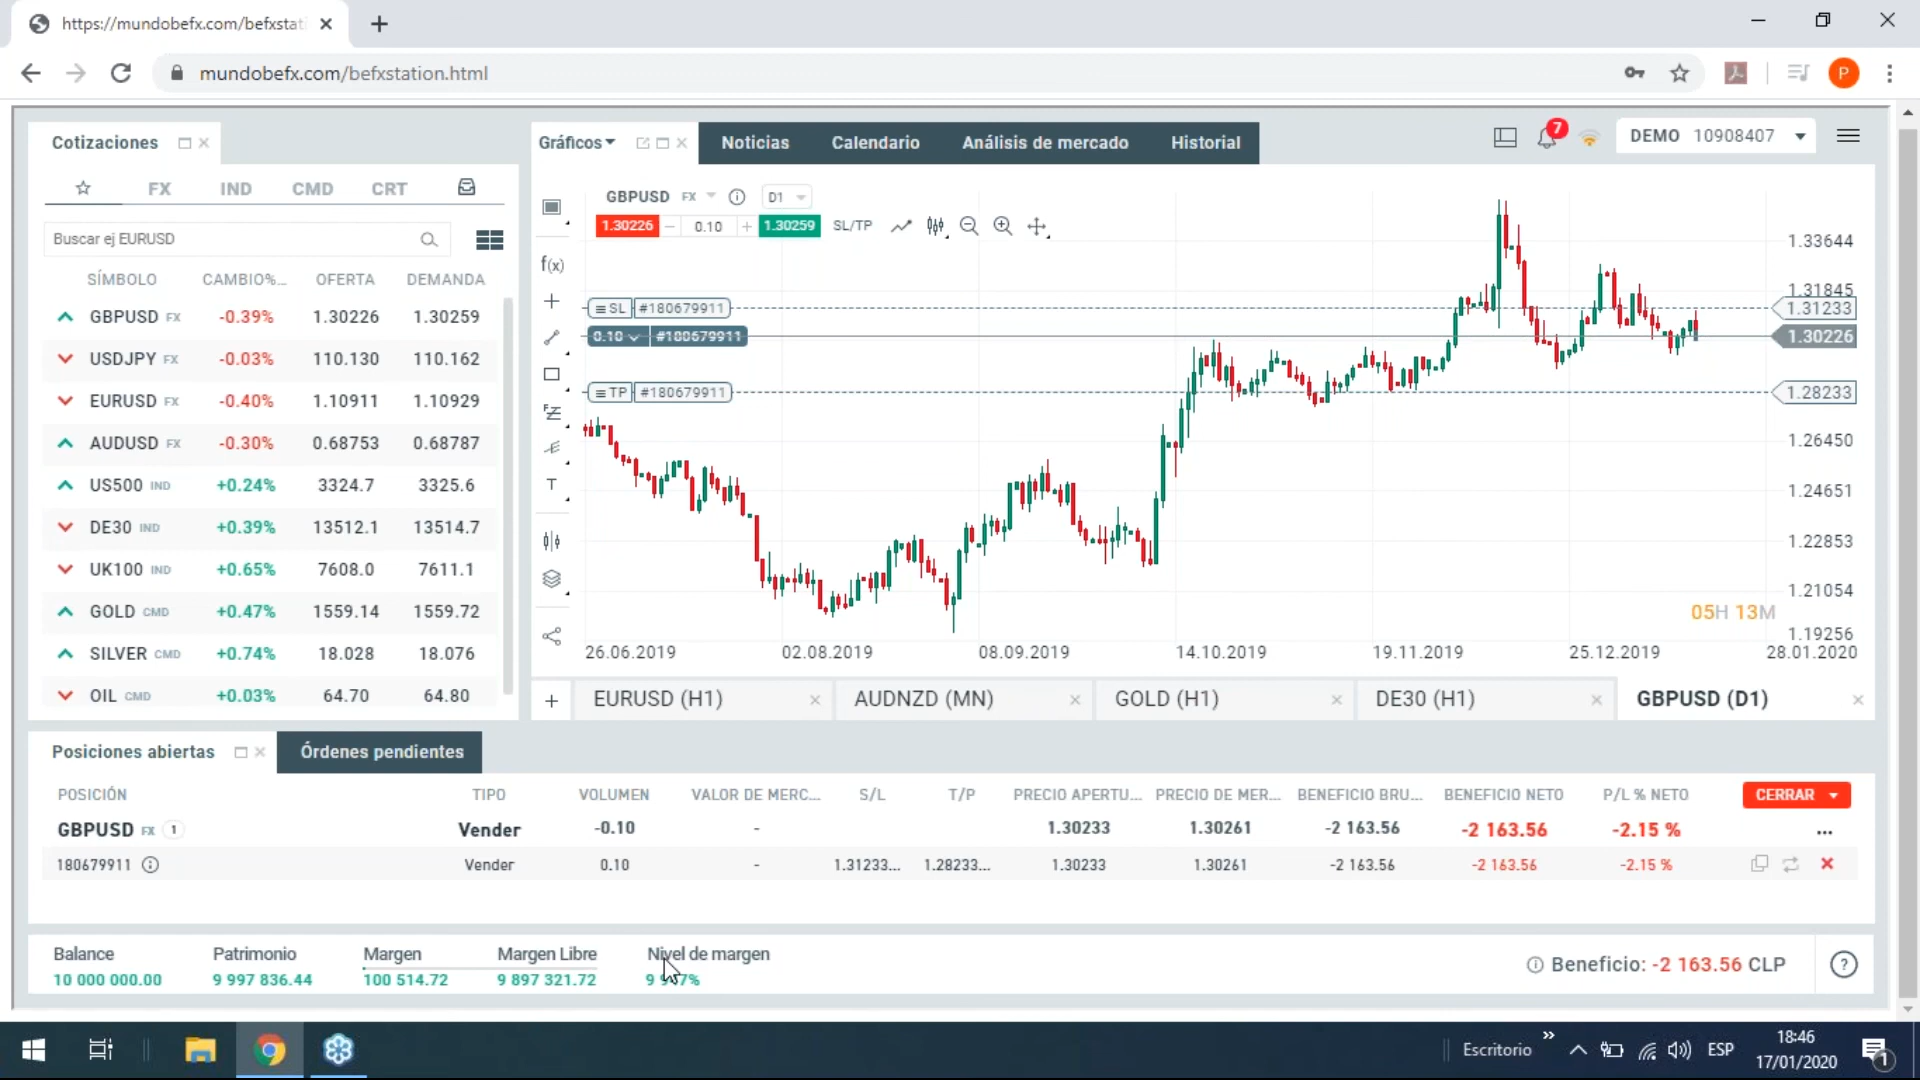 https://mundobefx.com/befxstati
mundobefx.com/befxstation.html
P
Cotizaciones
FX IND CMD CRT
Buscar ej EURUSD
SÍMBOLO CAMBIO%... OFERTA DEMANDA
GBPUSD FX -0.39% 1.30226 1.30259
USDJPY FX -0.03% 110.130 110.162
EURUSD FX -0.40% 1.10911 1.10929
AUDUSD FX -0.30% 0.68753 0.68787
US500 IND +0.24% 3324.7 3325.6
DE30 IND +0.39% 13512.1 13514.7
UK100 IND +0.65% 7608.0 7611.1
GOLD CMD +0.47% 1559.14 1559.72
SILVER CMD +0.74% 18.028 18.076
OIL CMD +0.03% 64.70 64.80
Gráficos Noticias Calendario Análisis de mercado Historial
7
DEMO 10908407
GBPUSD FX D1
1.30226 0.10 1.30259 SL/TP
f(x)
T
SL #180679911
0.10 #180679911
TP #180679911
1.33644
1.31845
1.31233
1.30226
1.28233
1.26450
1.24651
1.22853
1.21054
1.19256
05H 13M
26.06.2019 02.08.2019 08.09.2019 14.10.2019 19.11.2019 25.12.2019 28.01.2020
EURUSD (H1) AUDNZD (MN) GOLD (H1) DE30 (H1) GBPUSD (D1)
Posiciones abiertas Órdenes pendientes
POSICIÓN TIPO VOLUMEN VALOR DE MERC... S/L T/P PRECIO APERTU... PRECIO DE MER... BENEFICIO BRU... BENEFICIO NETO P/L % NETO CERRAR
GBPUSD FX 1 Vender -0.10 - 1.30233 1.30261 -2 163.56 -2 163.56 -2.15 % ...
180679911 Vender 0.10 - 1.31233... 1.28233... 1.30233 1.30261 -2 163.56 -2 163.56 -2.15 %
Balance Patrimonio Margen Margen Libre Nivel de margen
10 000 000.00 9 997 836.44 100 514.72 9 897 321.72
Beneficio: -2 163.56 CLP
?
Escritorio ESP
18:46
17/01/2020
1